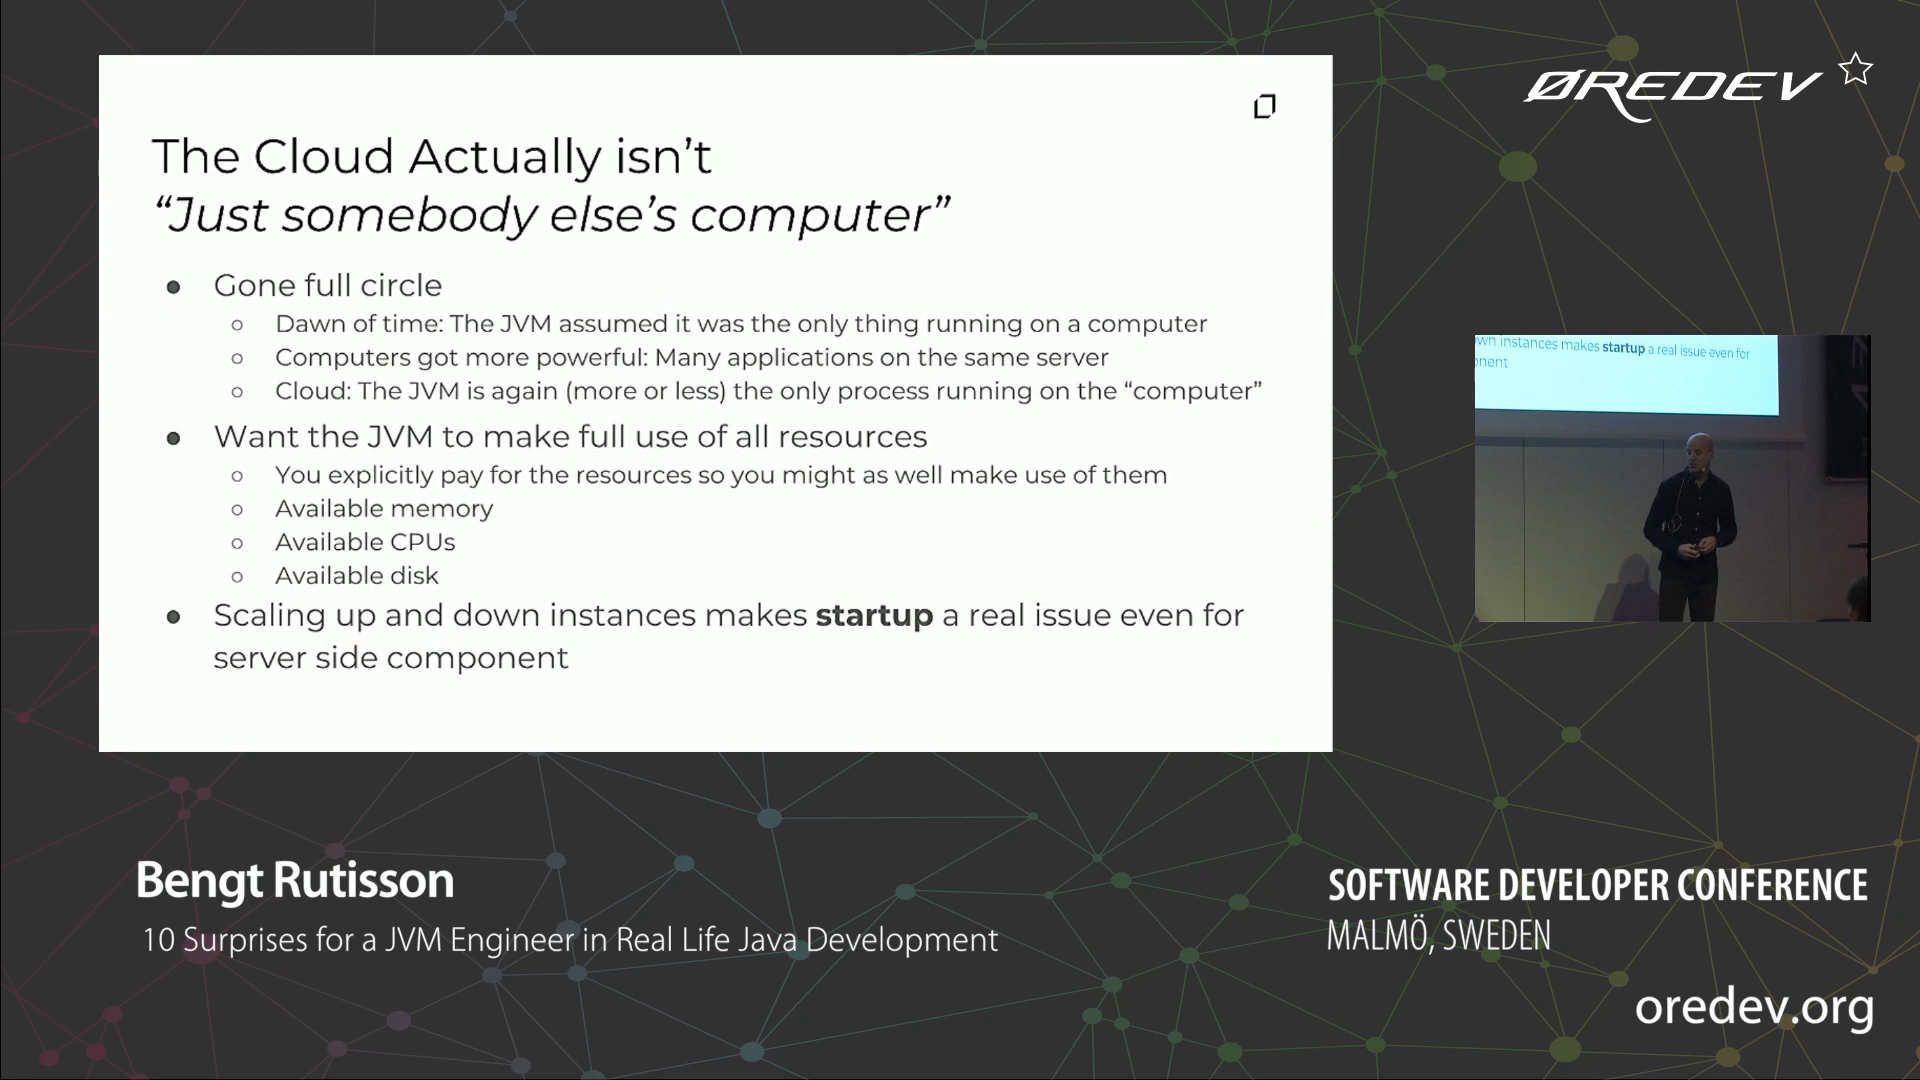 The Cloud Actually isn’t
“Just somebody else’s computer”
● Gone full circle
○ Dawn of time: The JVM assumed it was the only thing running on a computer
○ Computers got more powerful: Many applications on the same server
○ Cloud: The JVM is again (more or less) the only process running on the “computer”
● Want the JVM to make full use of all resources
○ You explicitly pay for the resources so you might as well make use of them
○ Available memory
○ Available CPUs
○ Available disk
● Scaling up and down instances makes startup a real issue even for
server side component
ØREDEV
own instances makes startup a real issue even for
onent
Bengt Rutisson
10 Surprises for a JVM Engineer in Real Life Java Development
SOFTWARE DEVELOPER CONFERENCE
MALMÖ, SWEDEN
oredev.org